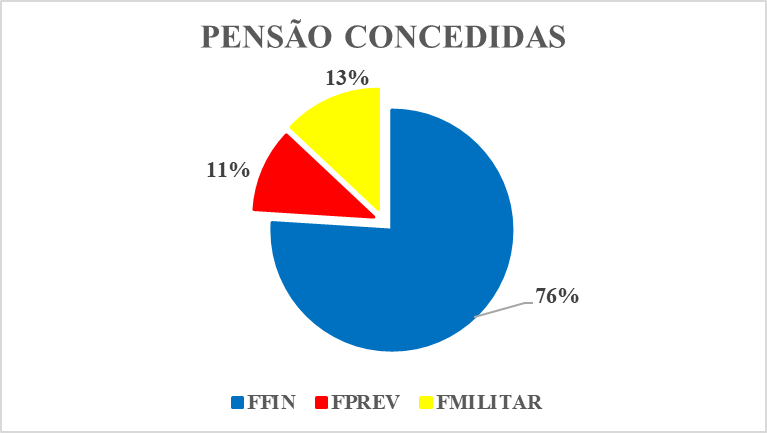 PENSÃO CONCEDIDAS
13%
11%
76%
FFIN FPREV FMILITAR